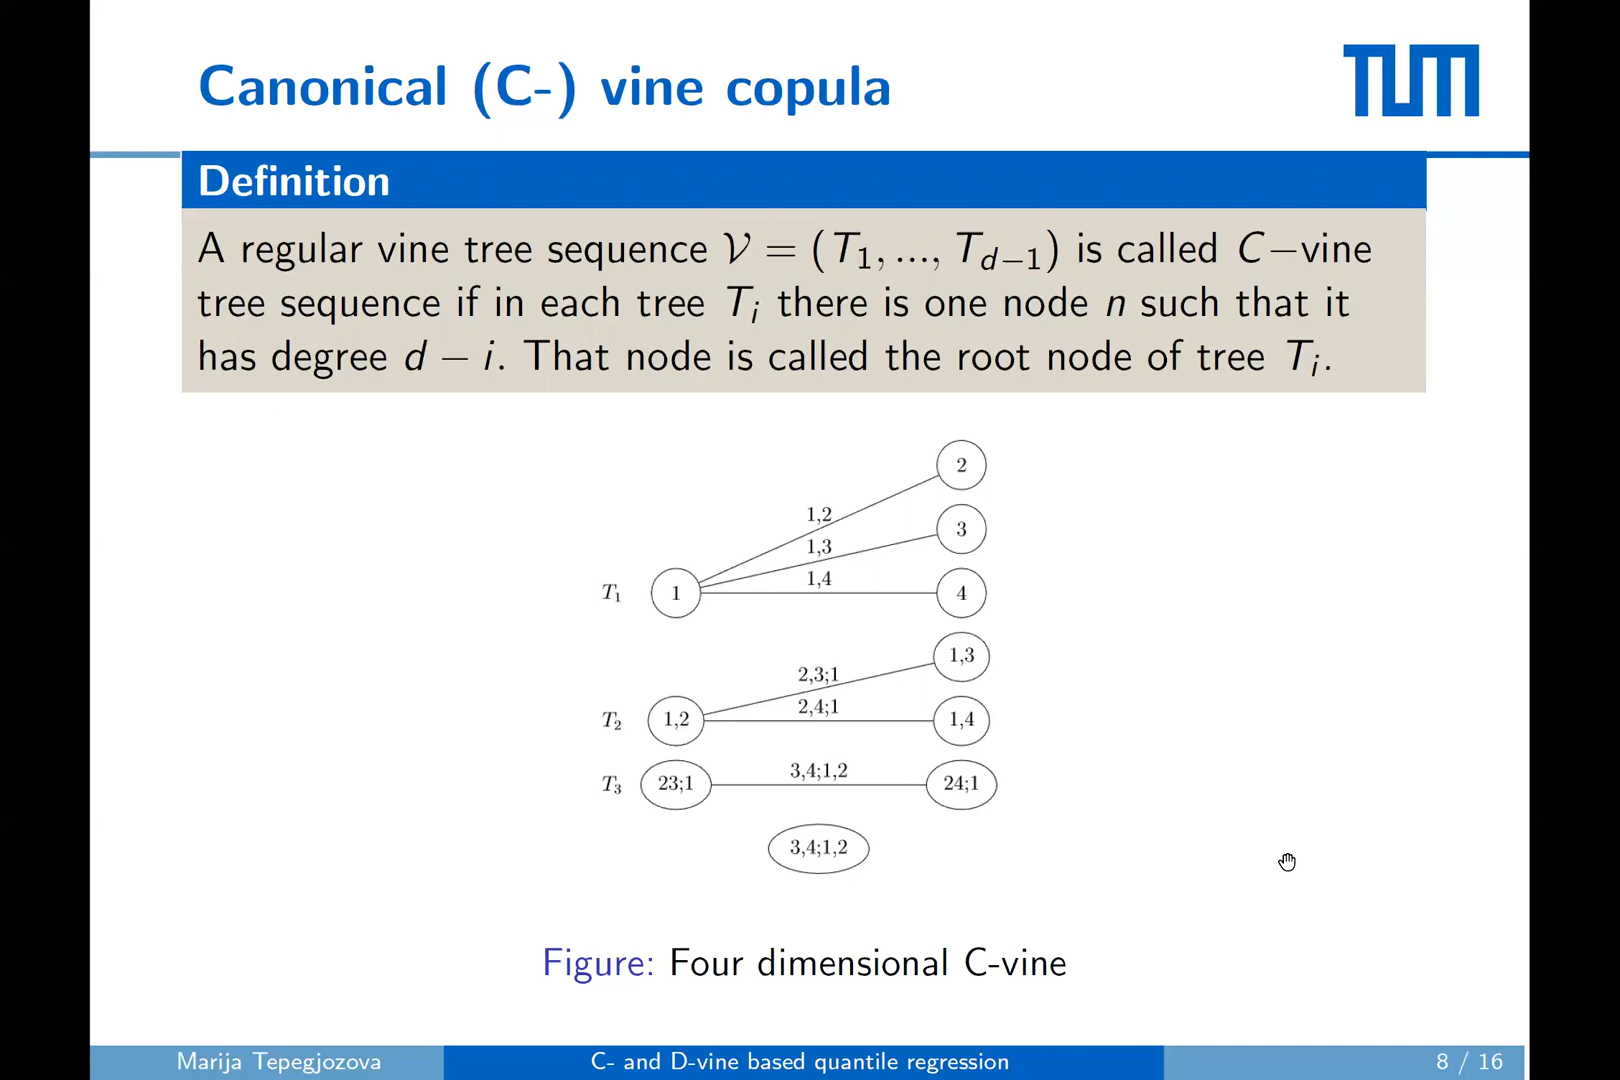 Canonical (C-) vine copula
TUM
Definition
A regular vine tree sequence 𝒱 = (T₁, ..., T_{d−1}) is called C−vine
tree sequence if in each tree T_i there is one node n such that it
has degree d − i. That node is called the root node of tree T_i.
2
1,2
3
1,3
1,4
T₁ 1 4
1,3
2,3;1
2,4;1
T₂ 1,2 1,4
3,4;1,2
T₃ 23;1 24;1
3,4;1,2
Figure: Four dimensional C-vine
Marija Tepegjozova C- and D-vine based quantile regression 8 / 16